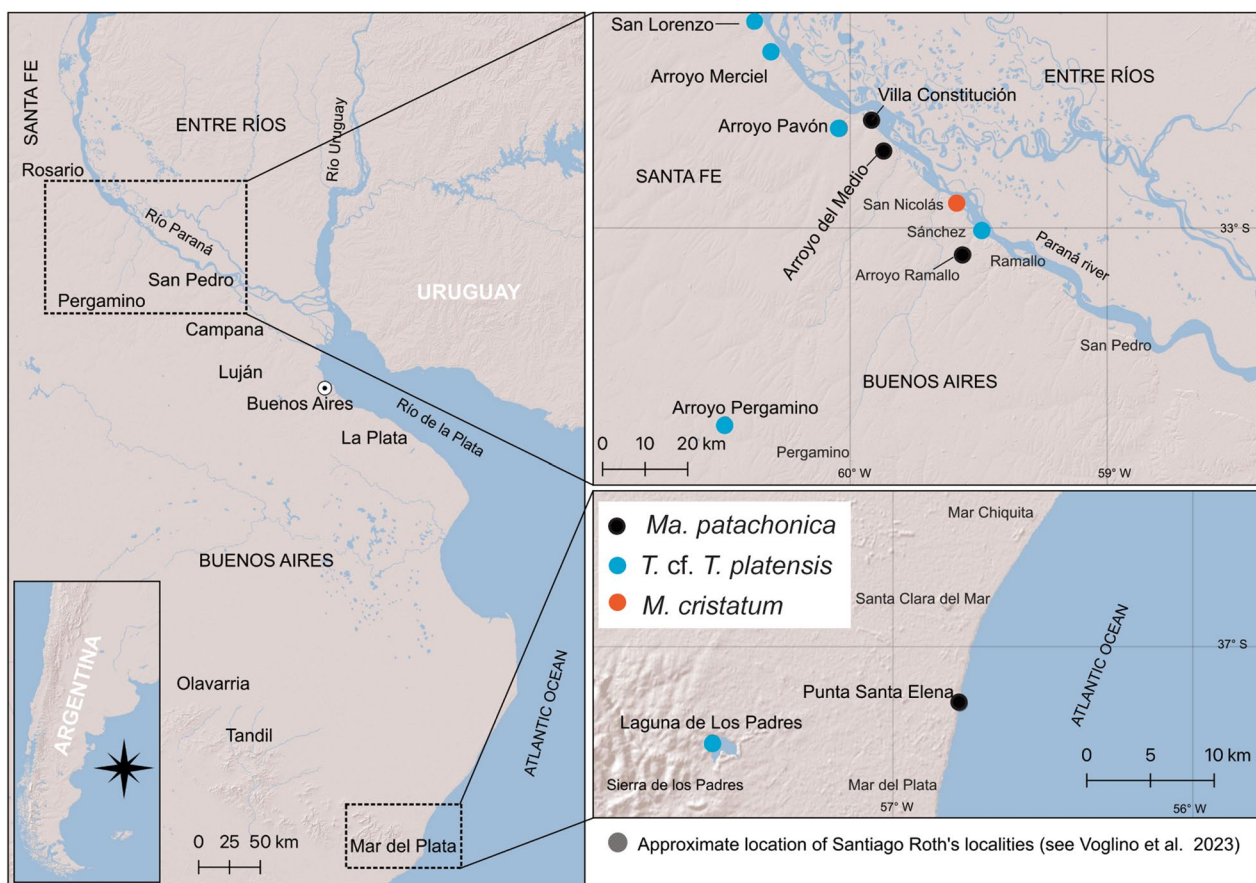 SANTA FE
ENTRE RÍOS
Río Uruguay
Rosario
Río Paraná
San Pedro
Pergamino
URUGUAY
Campana
Luján
Buenos Aires
Río de la Plata
La Plata
BUENOS AIRES
ATLANTIC OCEAN
Olavarria
Tandil
0 25 50 km
Mar del Plata
ARGENTINA
San Lorenzo
Arroyo Merciel
ENTRE RÍOS
Villa Constitución
Arroyo Pavón
SANTA FE
Arroyo del Medio
San Nicolás
Sánchez
33° S
Paraná river
Ramallo
Arroyo Ramallo
San Pedro
BUENOS AIRES
Arroyo Pergamino
0 10 20 km
Pergamino
60° W
59° W
Ma. patachonica
T. cf. T. platensis
M. cristatum
Mar Chiquita
Santa Clara del Mar
37° S
ATLANTIC OCEAN
Punta Santa Elena
Laguna de Los Padres
Sierra de los Padres
Mar del Plata
0 5 10 km
57° W
56° W
Approximate location of Santiago Roth's localities (see Voglino et al. 2023)